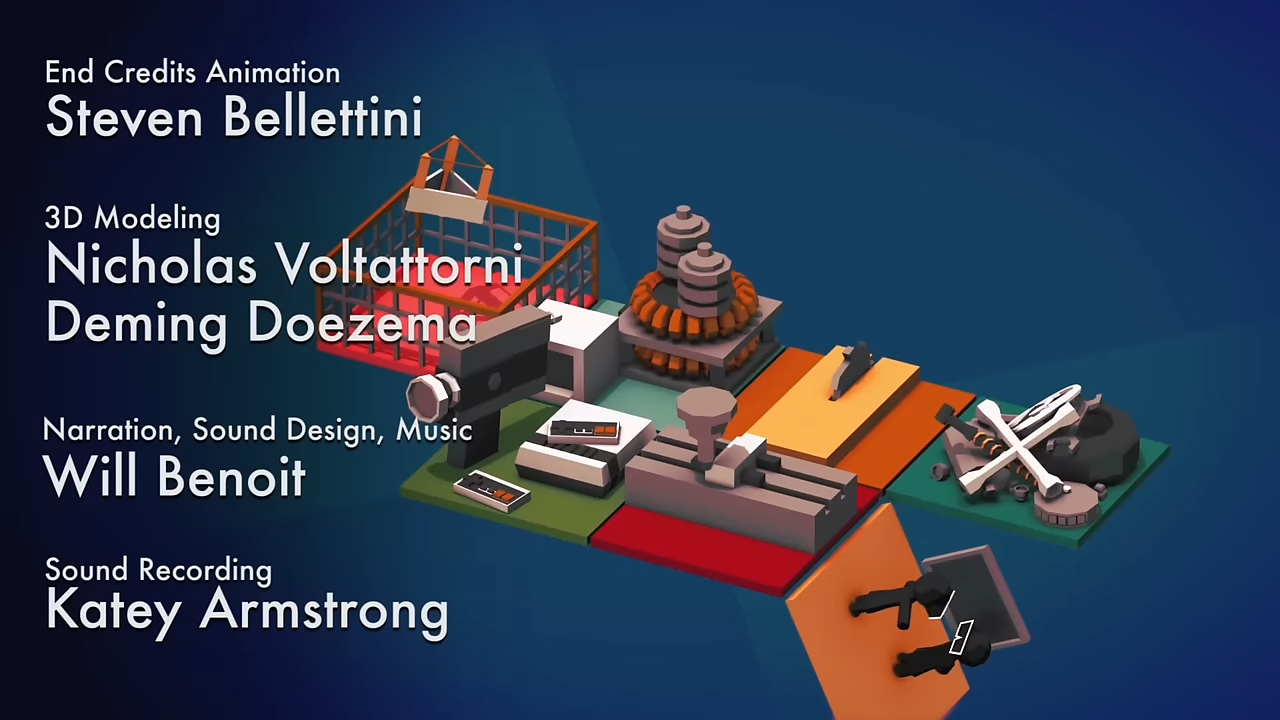 End Credits Animation
Steven Bellettini
3D Modeling
Nicholas Voltattorni
Deming Doezema
Narration, Sound Design, Music
Will Benoit
Sound Recording
Katey Armstrong